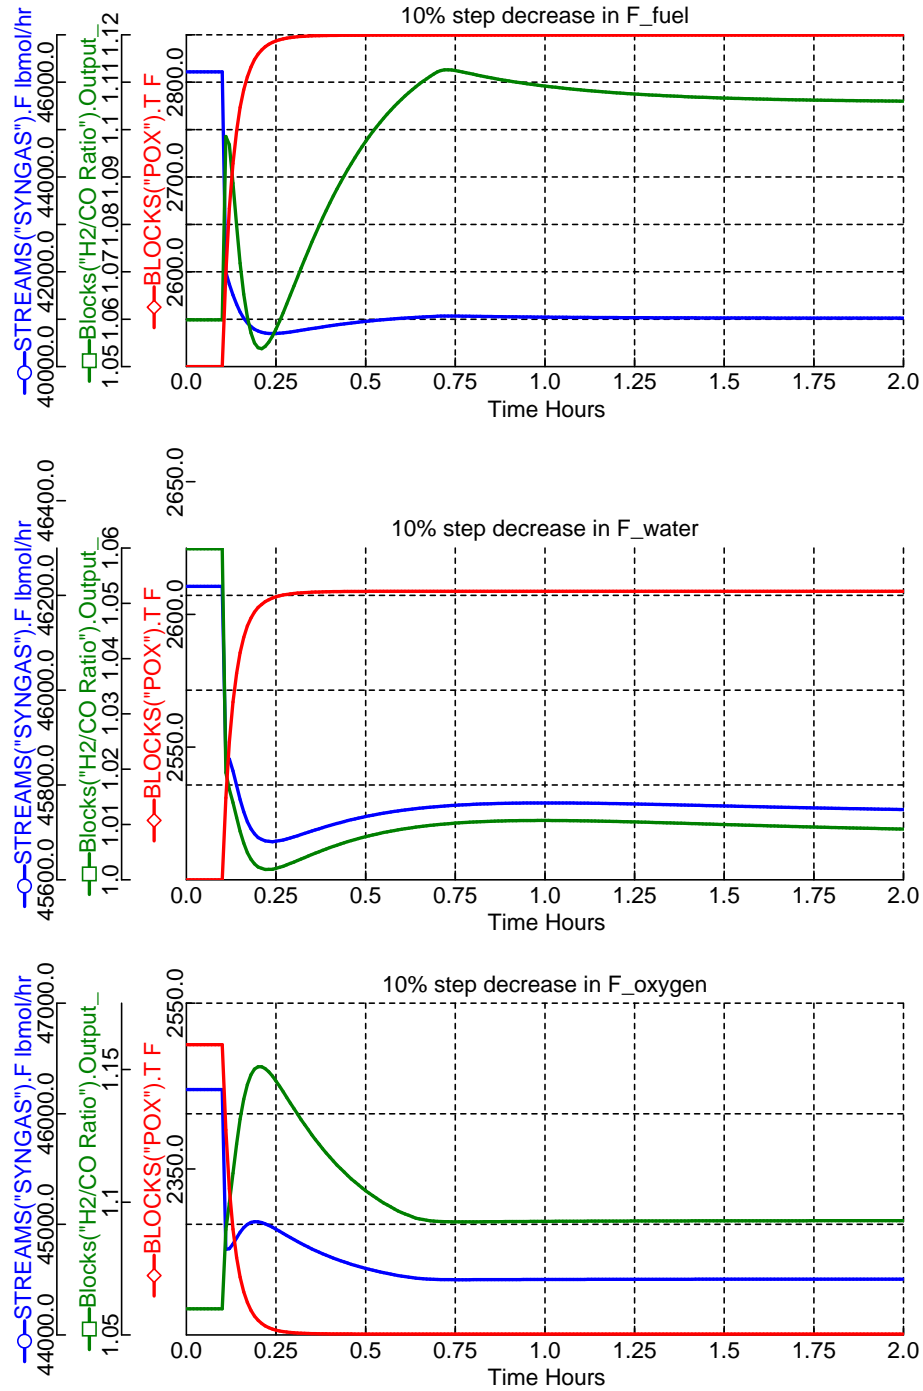 10% step decrease in F_fuel
STREAMS("SYNGAS").F lbmol/hr
40000.0 42000.0 44000.0 46000.0
Blocks("H2/CO Ratio").Output_
1.05 1.06 1.061.07 1.071.08 1.081.09 1.09 1.1 1.11 1.11 1.12
BLOCKS("POX").T F
2600.0 2700.0 2800.0
0.0 0.25 0.5 0.75 1.0 1.25 1.5 1.75 2.0
Time Hours
10% step decrease in F_water
STREAMS("SYNGAS").F lbmol/hr
45600.0 45800.0 46000.0 46200.0 46400.0
Blocks("H2/CO Ratio").Output_
1.0 1.01 1.02 1.03 1.04 1.05 1.06
BLOCKS("POX").T F
2550.0 2600.0 2650.0
0.0 0.25 0.5 0.75 1.0 1.25 1.5 1.75 2.0
Time Hours
10% step decrease in F_oxygen
STREAMS("SYNGAS").F lbmol/hr
44000.0 45000.0 46000.0 47000.0
Blocks("H2/CO Ratio").Output_
1.05 1.1 1.15
BLOCKS("POX").T F
2350.0 2550.0
0.0 0.25 0.5 0.75 1.0 1.25 1.5 1.75 2.0
Time Hours